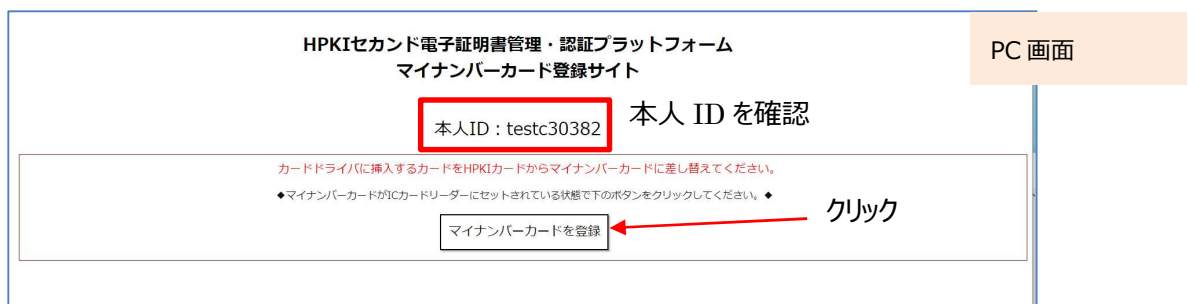 HPKIセカンド電子証明書管理・認証プラットフォーム
マイナンバーカード登録サイト
PC 画面
本人ID：testc30382
本人 ID を確認
カードドライバに挿入するカードをHPKIカードからマイナンバーカードに差し替えてください。
◆マイナンバーカードがICカードリーダーにセットされている状態で下のボタンをクリックしてください。◆
クリック
マイナンバーカードを登録